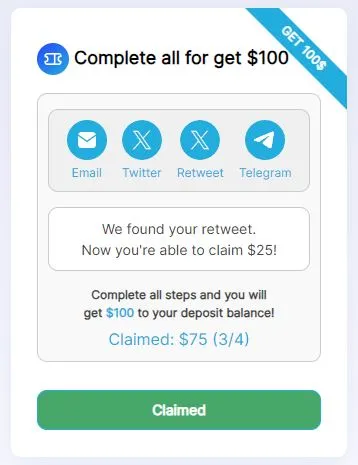 Complete all for get $100
GET 100$
Email Twitter Retweet Telegram
We found your retweet.
Now you're able to claim $25!
Complete all steps and you will
get $100 to your deposit balance!
Claimed: $75 (3/4)
Claimed